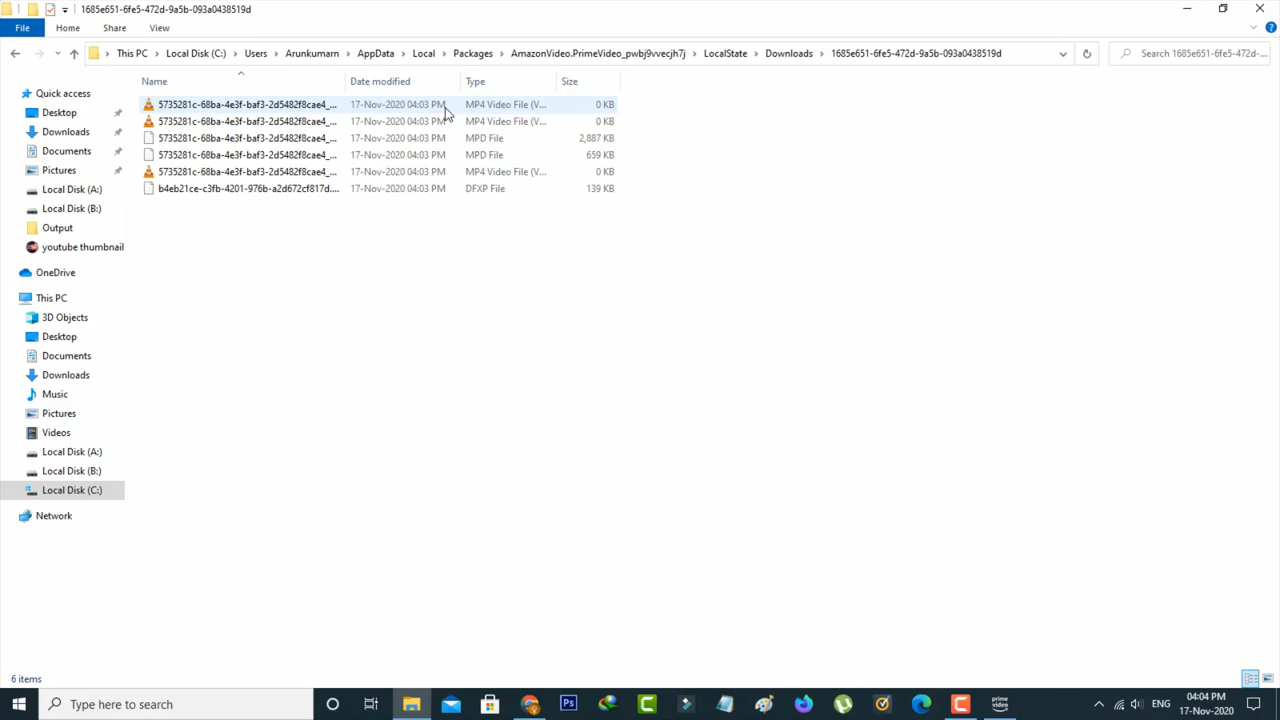 1685e651-6fe5-472d-9a5b-093a0438519d
File Home Share View
This PC Local Disk (C:) Users Arunkumarn AppData Local Packages AmazonVideo.PrimeVideo_pwbj9vvecjh7j LocalState Downloads 1685e651-6fe5-472d-9a5b-093a0438519d Search 1685e651-6fe5-472d-...
Name Date modified Type Size
5735281c-68ba-4e3f-baf3-2d5482f8cae4_... 17-Nov-2020 04:03 PM MP4 Video File (V... 0 KB
5735281c-68ba-4e3f-baf3-2d5482f8cae4_... 17-Nov-2020 04:03 PM MP4 Video File (V... 0 KB
5735281c-68ba-4e3f-baf3-2d5482f8cae4_... 17-Nov-2020 04:03 PM MPD File 2,887 KB
5735281c-68ba-4e3f-baf3-2d5482f8cae4_... 17-Nov-2020 04:03 PM MPD File 659 KB
5735281c-68ba-4e3f-baf3-2d5482f8cae4_... 17-Nov-2020 04:03 PM MP4 Video File (V... 0 KB
b4eb21ce-c3fb-4201-976b-a2d672cf817d.... 17-Nov-2020 04:03 PM DFXP File 139 KB
Quick access
Desktop
Downloads
Documents
Pictures
Local Disk (A:)
Local Disk (B:)
Output
youtube thumbnail
OneDrive
This PC
3D Objects
Desktop
Documents
Downloads
Music
Pictures
Videos
Local Disk (A:)
Local Disk (B:)
Local Disk (C:)
Network
6 items
Type here to search
Ps
prime video
ENG
04:04 PM
17-Nov-2020